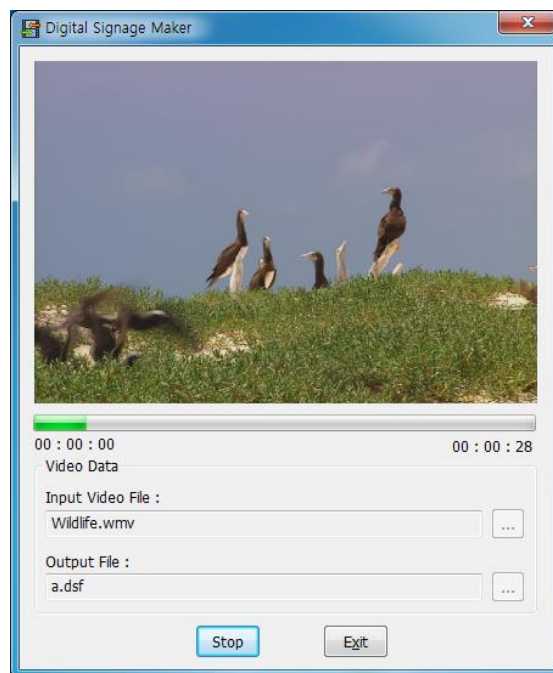 Digital Signage Maker
00 : 00 : 00
00 : 00 : 28
Video Data
Input Video File :
Wildlife.wmv
...
Output File :
a.dsf
...
Stop
Exit